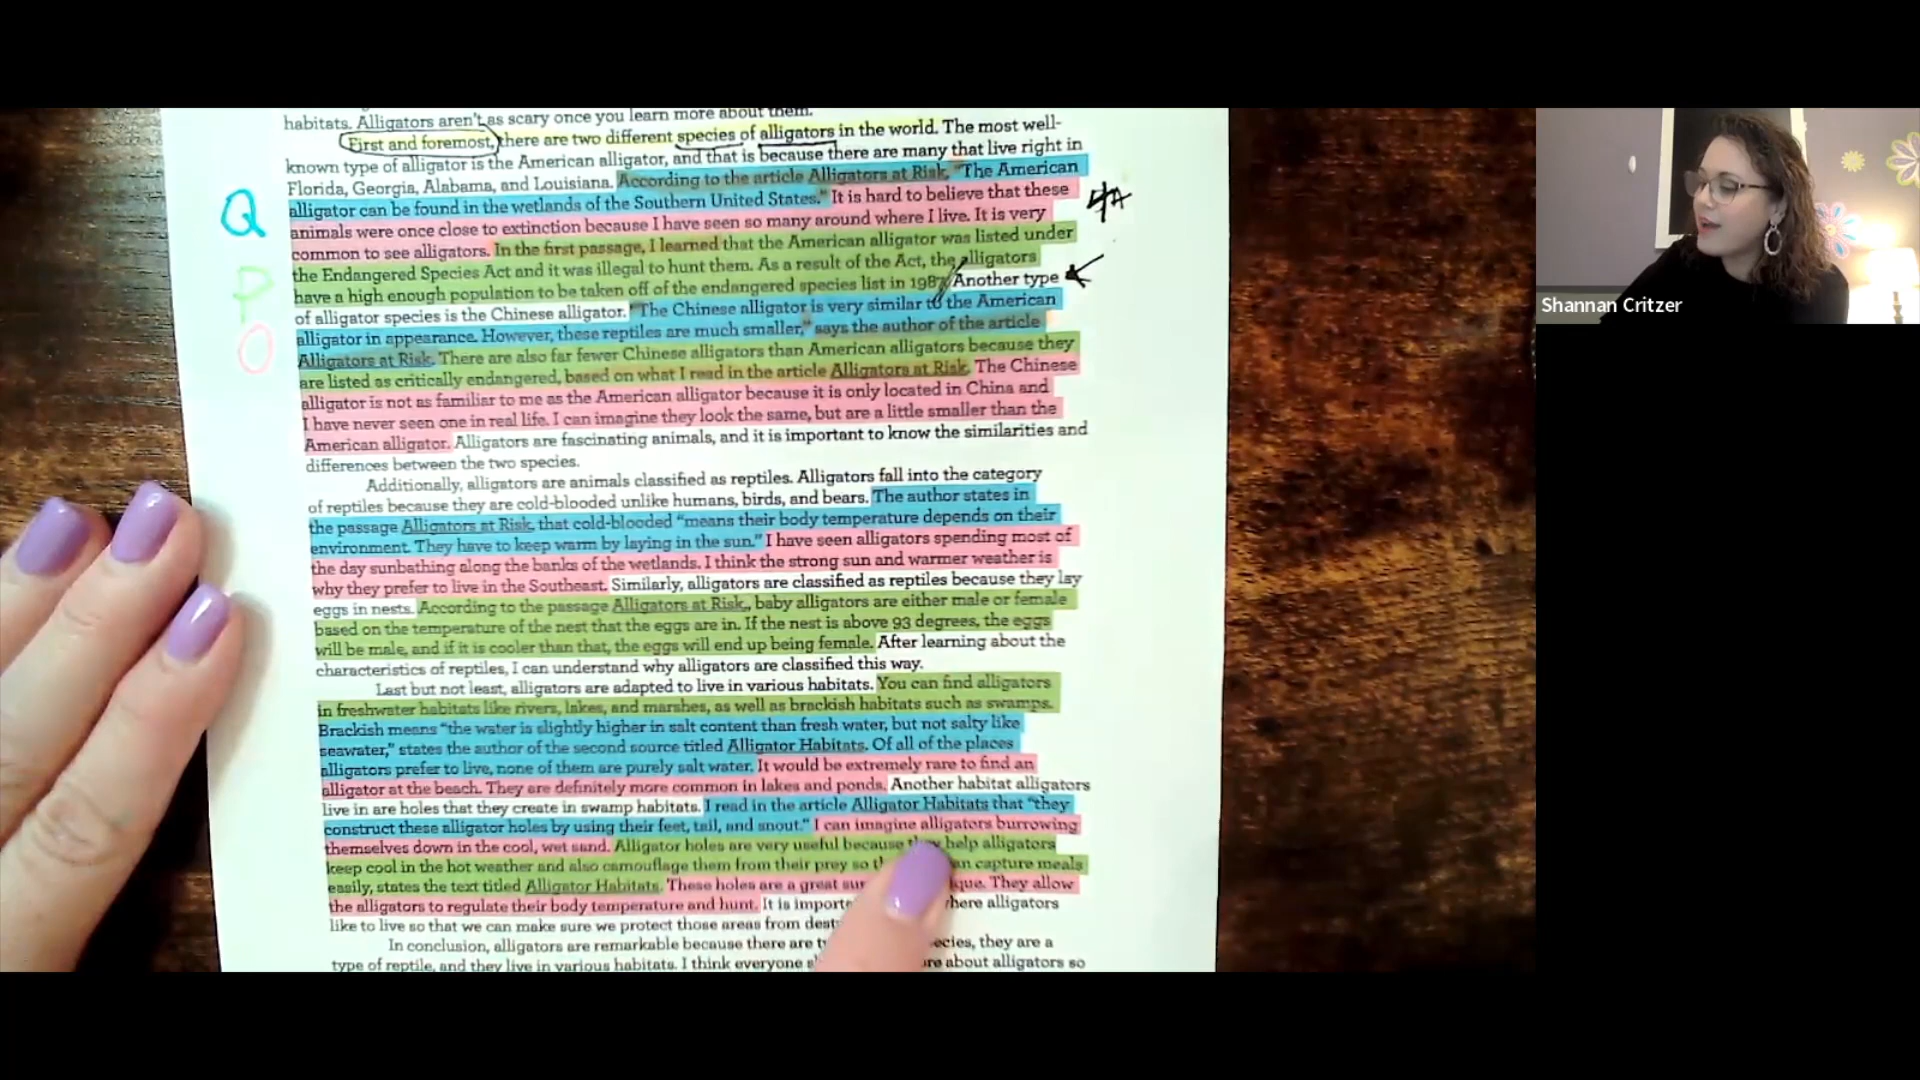 habitats. Alligators aren't as scary once you learn more about them.
First and foremost, there are two different species of alligators in the world. The most well-
known type of alligator is the American alligator, and that is because there are many that live right in
Florida, Georgia, Alabama, and Louisiana. According to the article Alligators at Risk, "The American
alligator can be found in the wetlands of the Southern United States." It is hard to believe that these
animals were once close to extinction because I have seen so many around where I live. It is very
common to see alligators. In the first passage, I learned that the American alligator was listed under
the Endangered Species Act and it was illegal to hunt them. As a result of the Act, the alligators
have a high enough population to be taken off of the endangered species list in 1987. Another type
of alligator species is the Chinese alligator. "The Chinese alligator is very similar to the American
alligator in appearance. However, these reptiles are much smaller," says the author of the article
Alligators at Risk. There are also far fewer Chinese alligators than American alligators because they
are listed as critically endangered, based on what I read in the article Alligators at Risk. The Chinese
alligator is not as familiar to me as the American alligator because it is only located in China and
I have never seen one in real life. I can imagine they look the same, but are a little smaller than the
American alligator. Alligators are fascinating animals, and it is important to know the similarities and
differences between the two species.
Additionally, alligators are animals classified as reptiles. Alligators fall into the category
of reptiles because they are cold-blooded unlike humans, birds, and bears. The author states in
the passage Alligators at Risk, that cold-blooded "means their body temperature depends on their
environment. They have to keep warm by laying in the sun." I have seen alligators spending most of
the day sunbathing along the banks of the wetlands. I think the strong sun and warmer weather is
why they prefer to live in the Southeast. Similarly, alligators are classified as reptiles because they lay
eggs in nests. According to the passage Alligators at Risk, baby alligators are either male or female
based on the temperature of the nest that the eggs are in. If the nest is above 93 degrees, the eggs
will be male, and if it is cooler than that, the eggs will end up being female. After learning about the
characteristics of reptiles, I can understand why alligators are classified this way.
Last but not least, alligators are adapted to live in various habitats. You can find alligators
in freshwater habitats like rivers, lakes, and marshes, as well as brackish habitats such as swamps.
Brackish means "the water is slightly higher in salt content than fresh water, but not salty like
seawater," states the author of the second source titled Alligator Habitats. Of all of the places
alligators prefer to live, none of them are purely salt water. It would be extremely rare to find an
alligator at the beach. They are definitely more common in lakes and ponds. Another habitat alligators
live in are holes that they create in swamp habitats. I read in the article Alligator Habitats that "they
construct these alligator holes by using their feet, tail, and snout." I can imagine alligators burrowing
themselves down in the cool, wet sand. Alligator holes are very useful because they help alligators
keep cool in the hot weather and also camouflage them from their prey so capture meals
easily, states the text titled Alligator Habitats. These holes are a great They allow
the alligators to regulate their body temperature and hunt. It is alligators
like to live so that we can make sure we protect those areas from
In conclusion, alligators are remarkable because there are they are a
type of reptile, and they live in various habitats. I think everyone about alligators so
Q
P
O
Shannan Critzer